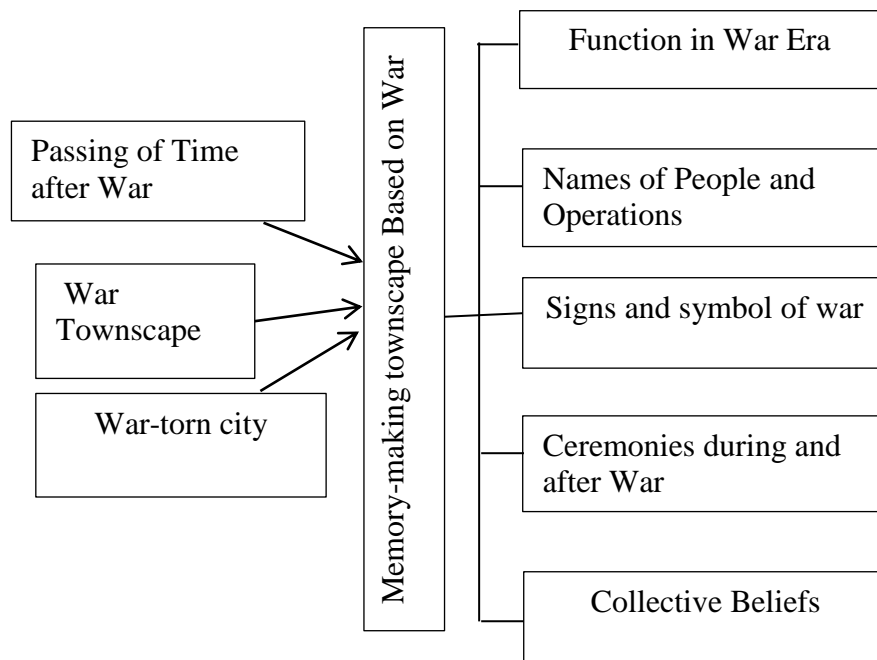 Passing of Time
after War
War
Townscape
War-torn city
Memory-making townscape Based on War
Function in War Era
Names of People and
Operations
Signs and symbol of war
Ceremonies during and
after War
Collective Beliefs